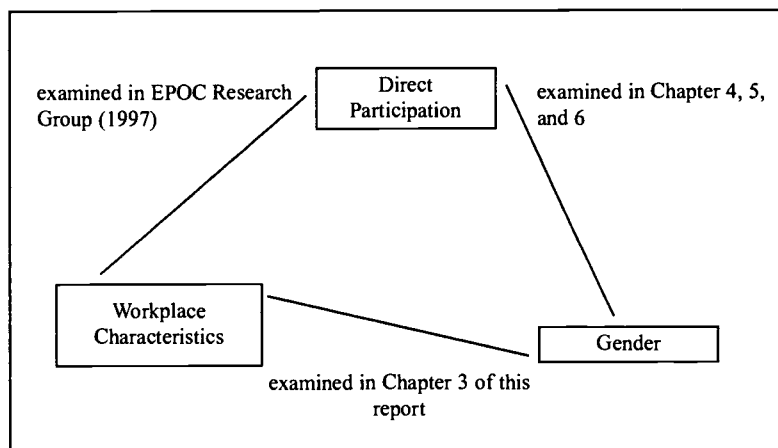 examined in EPOC Research
Group (1997)
Direct
Participation
examined in Chapter 4, 5,
and 6
Workplace
Characteristics
Gender
examined in Chapter 3 of this
report